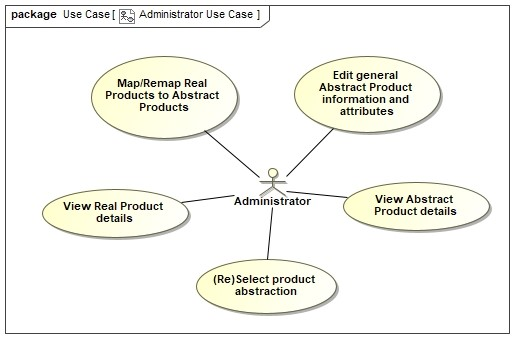 package Use Case [ Administrator Use Case ]
Map/Remap Real
Products to Abstract
Products
Edit general
Abstract Product
information and
attributes
Administrator
View Real Product
details
View Abstract
Product details
(Re)Select product
abstraction